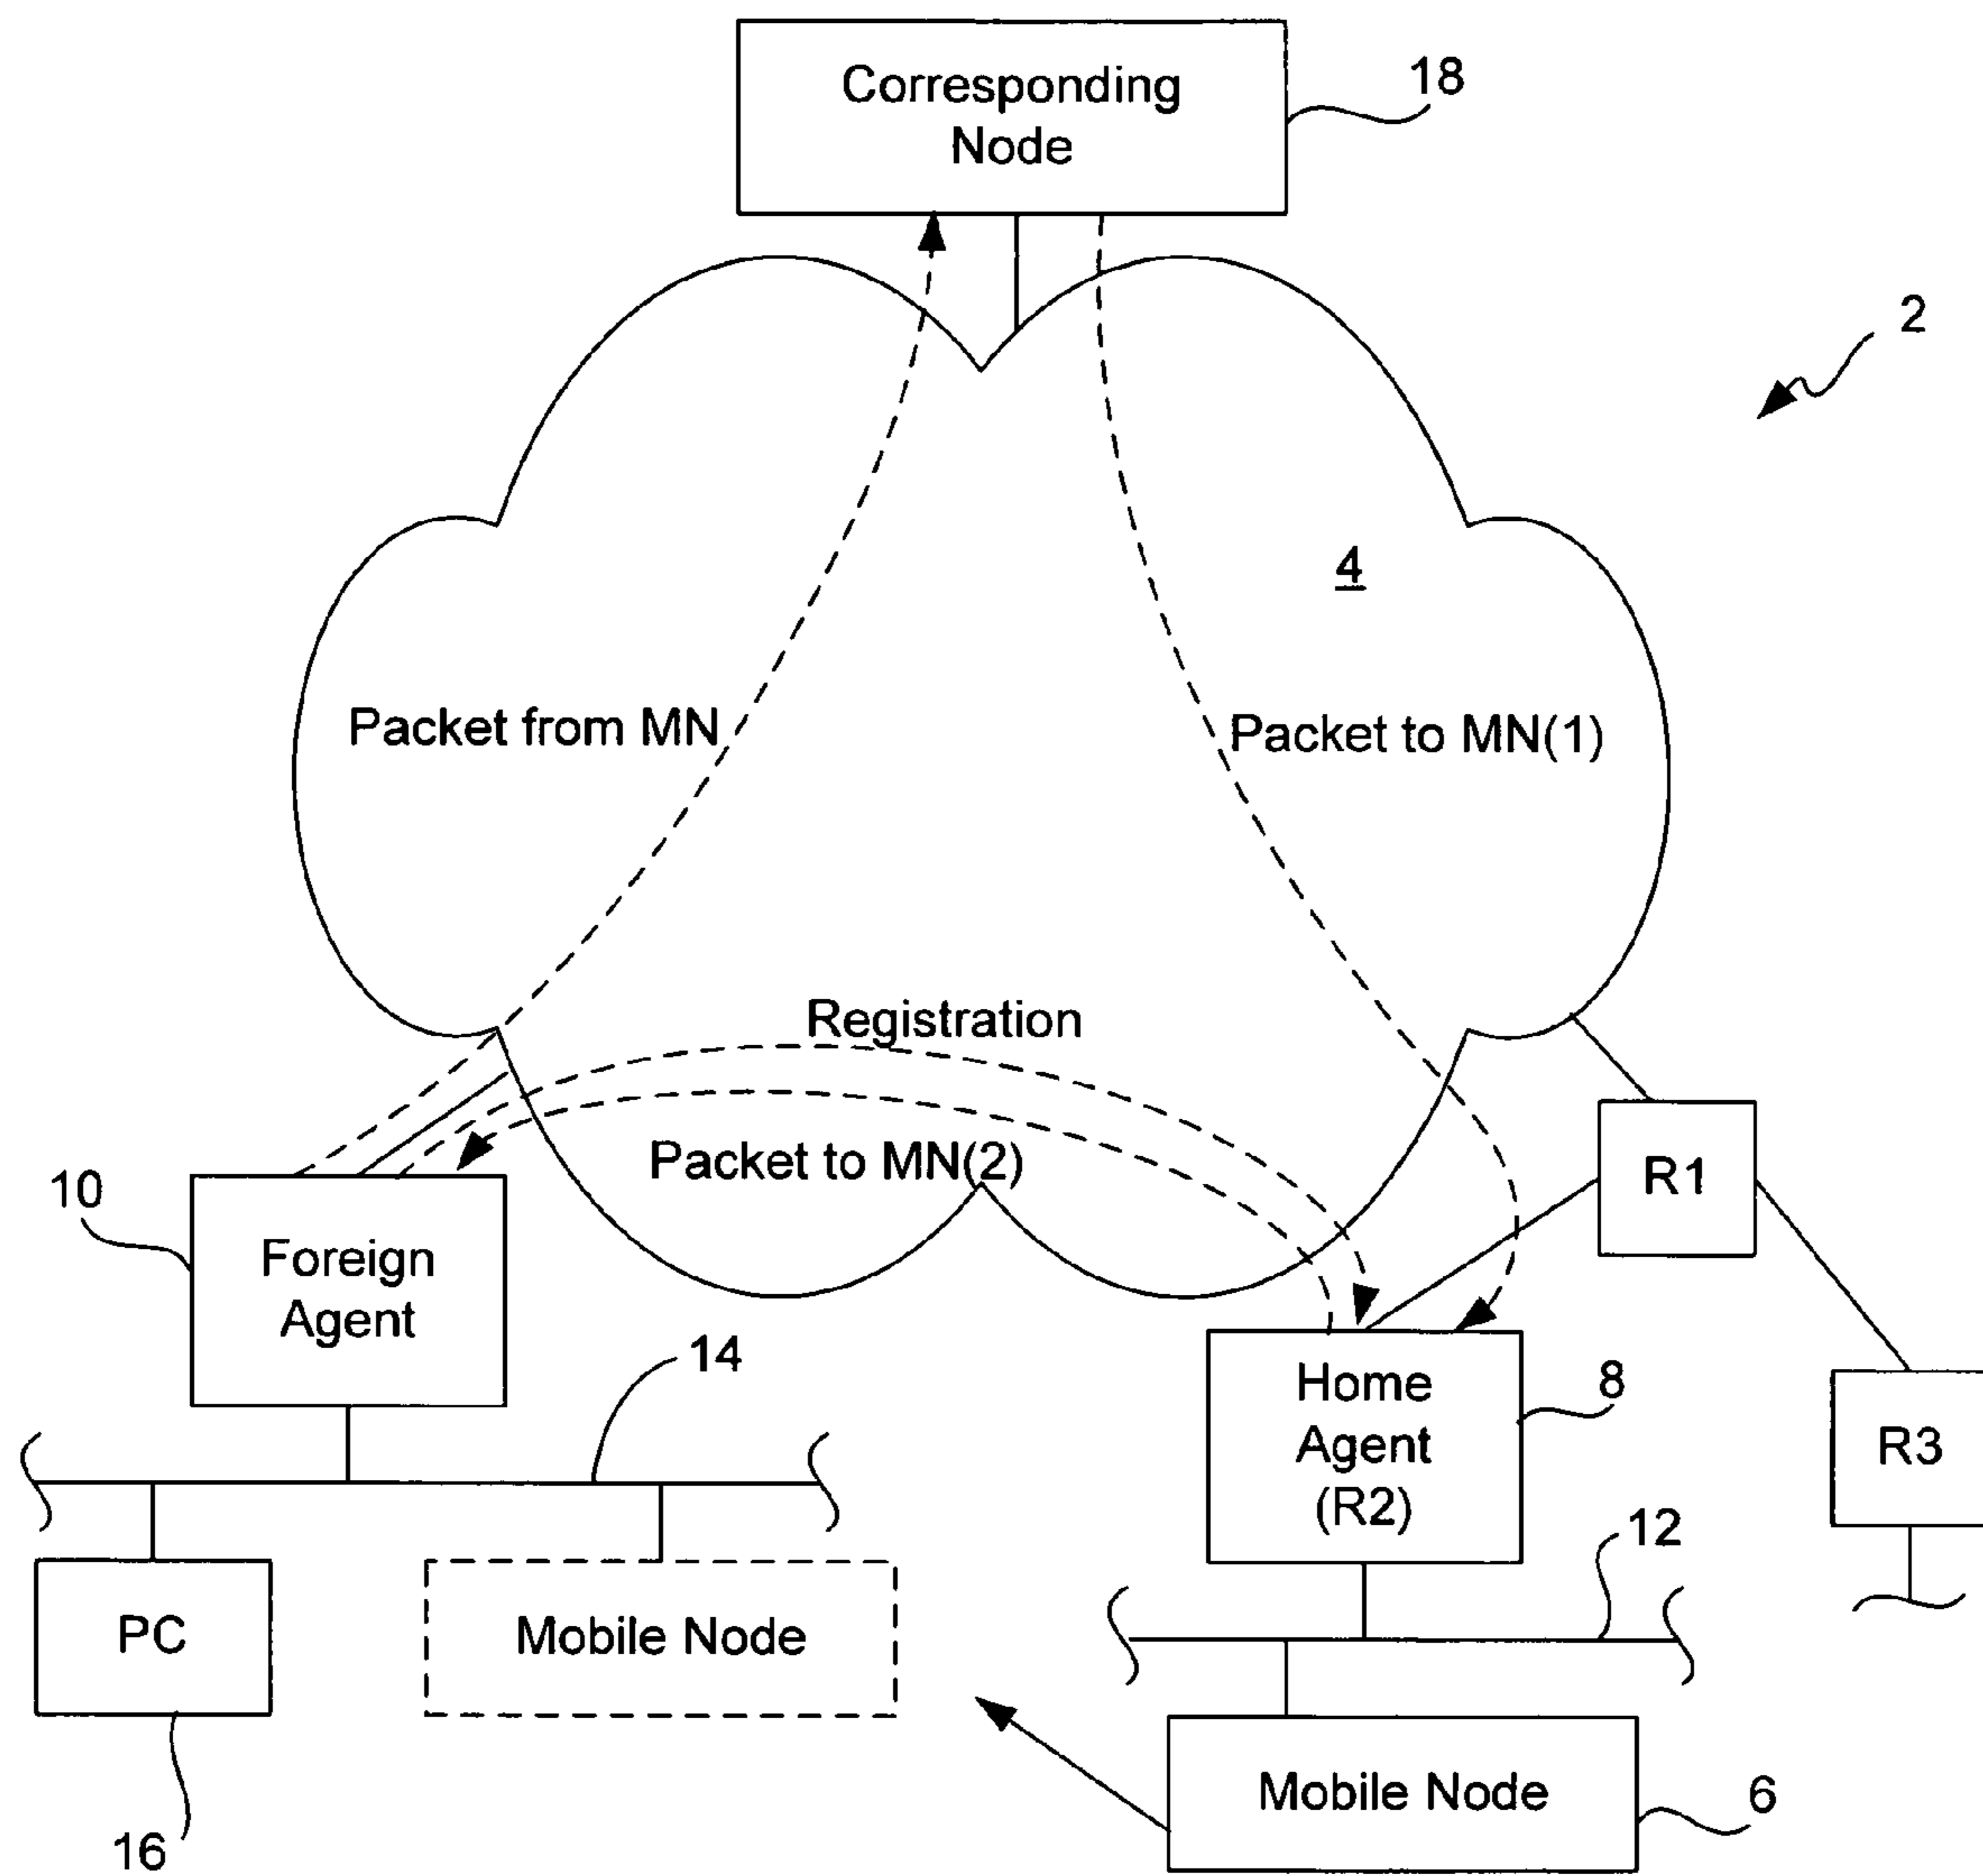 Corresponding
Node
18
2
4
Packet from MN
Packet to MN(1)
Registration
Packet to MN(2)
R1
10
Foreign
Agent
14
Home
Agent
(R2)
8
R3
12
PC
Mobile Node
Mobile Node
6
16